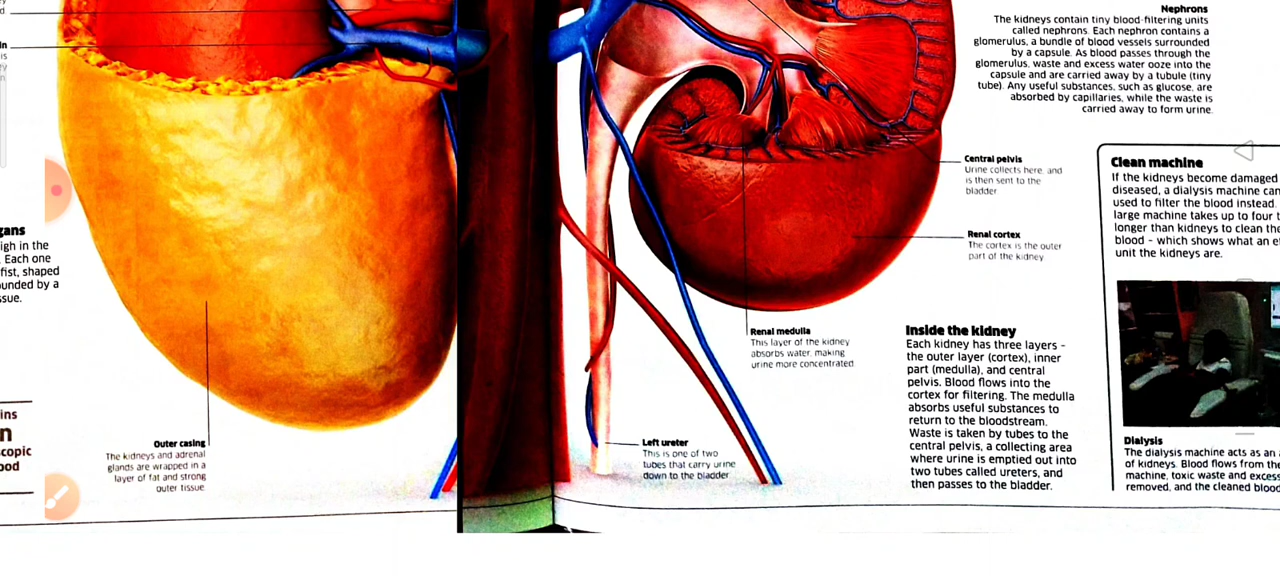 gans
igh in the
. Each one
fist, shaped
ounded by a
ssue.
ins
n
scopic
ood
Outer casing
The kidneys and adrenal
glands are wrapped in a
layer of fat and strong
outer tissue
Nephrons
The kidneys contain tiny blood-filtering units
called nephrons. Each nephron contains a
glomerulus, a bundle of blood vessels surrounded
by a capsule. As blood passes through the
glomerulus, waste and excess water ooze into the
capsule and are carried away by a tubule (tiny
tube). Any useful substances, such as glucose, are
absorbed by capillaries, while the waste is
carried away to form urine.
Central pelvis
Urine collects here, and
is then sent to the
bladder
Renal cortex
The cortex is the outer
part of the kidney
Renal medulla
This layer of the kidney
absorbs water, making
urine more concentrated
Left ureter
This is one of two
tubes that carry urine
down to the bladder
Inside the kidney
Each kidney has three layers –
the outer layer (cortex), inner
part (medulla), and central
pelvis. Blood flows into the
cortex for filtering. The medulla
absorbs useful substances to
return to the bloodstream.
Waste is taken by tubes to the
central pelvis, a collecting area
where urine is emptied out into
two tubes called ureters, and
then passes to the bladder.
Clean machine
If the kidneys become damaged
diseased, a dialysis machine can
used to filter the blood instead.
large machine takes up to four t
longer than kidneys to clean the
blood – which shows what an ef
unit the kidneys are.
Dialysis
The dialysis machine acts as an a
of kidneys. Blood flows from the
machine, toxic waste and excess
removed, and the cleaned blood